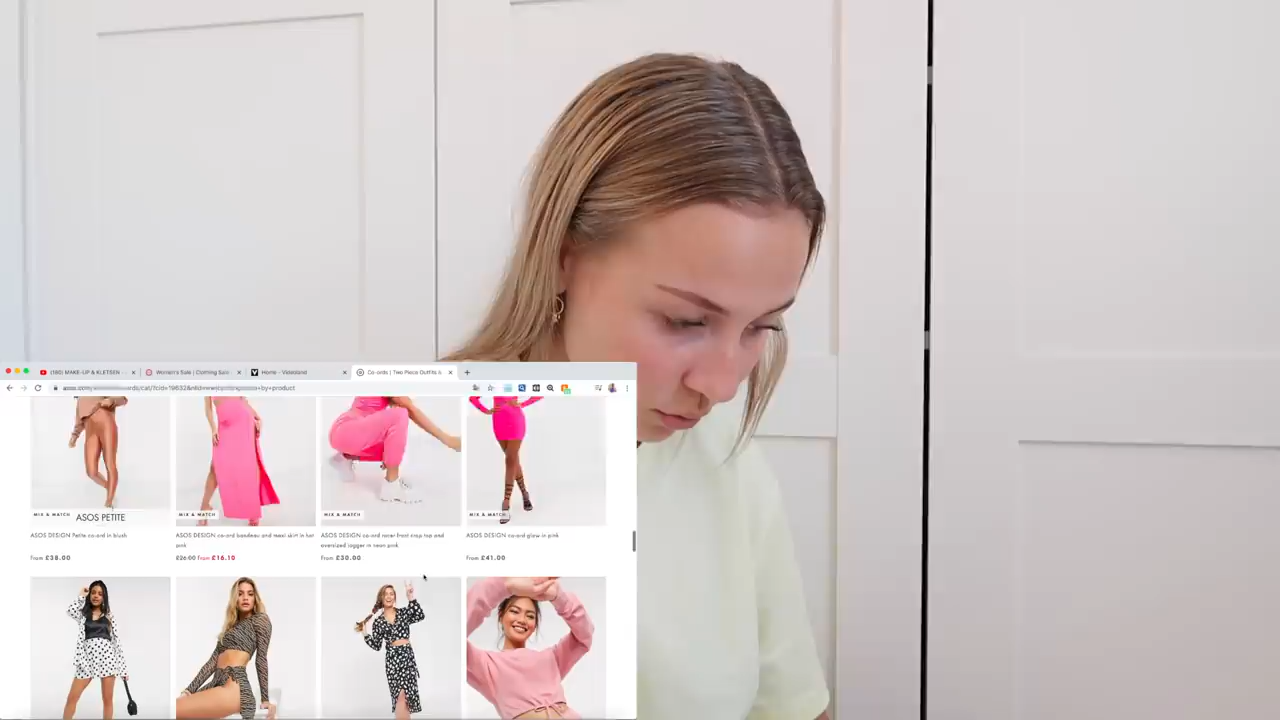 (180) MAKE-UP & KLETSEN -
Women's Sale | Clothing Sale
Home - Videoland
Co-ords | Two Piece Outfits &
MIX & MATCH
ASOS PETITE
MIX & MATCH
MIX & MATCH
MIX & MATCH
ASOS DESIGN Petite co-ord in blush
From £38.00
ASOS DESIGN co-ord bandeau and maxi skirt in hot
pink
£26.00 From £16.10
ASOS DESIGN co-ord racer front crop top and
oversized jogger in neon pink
From £30.00
ASOS DESIGN co-ord glow in pink
From £41.00